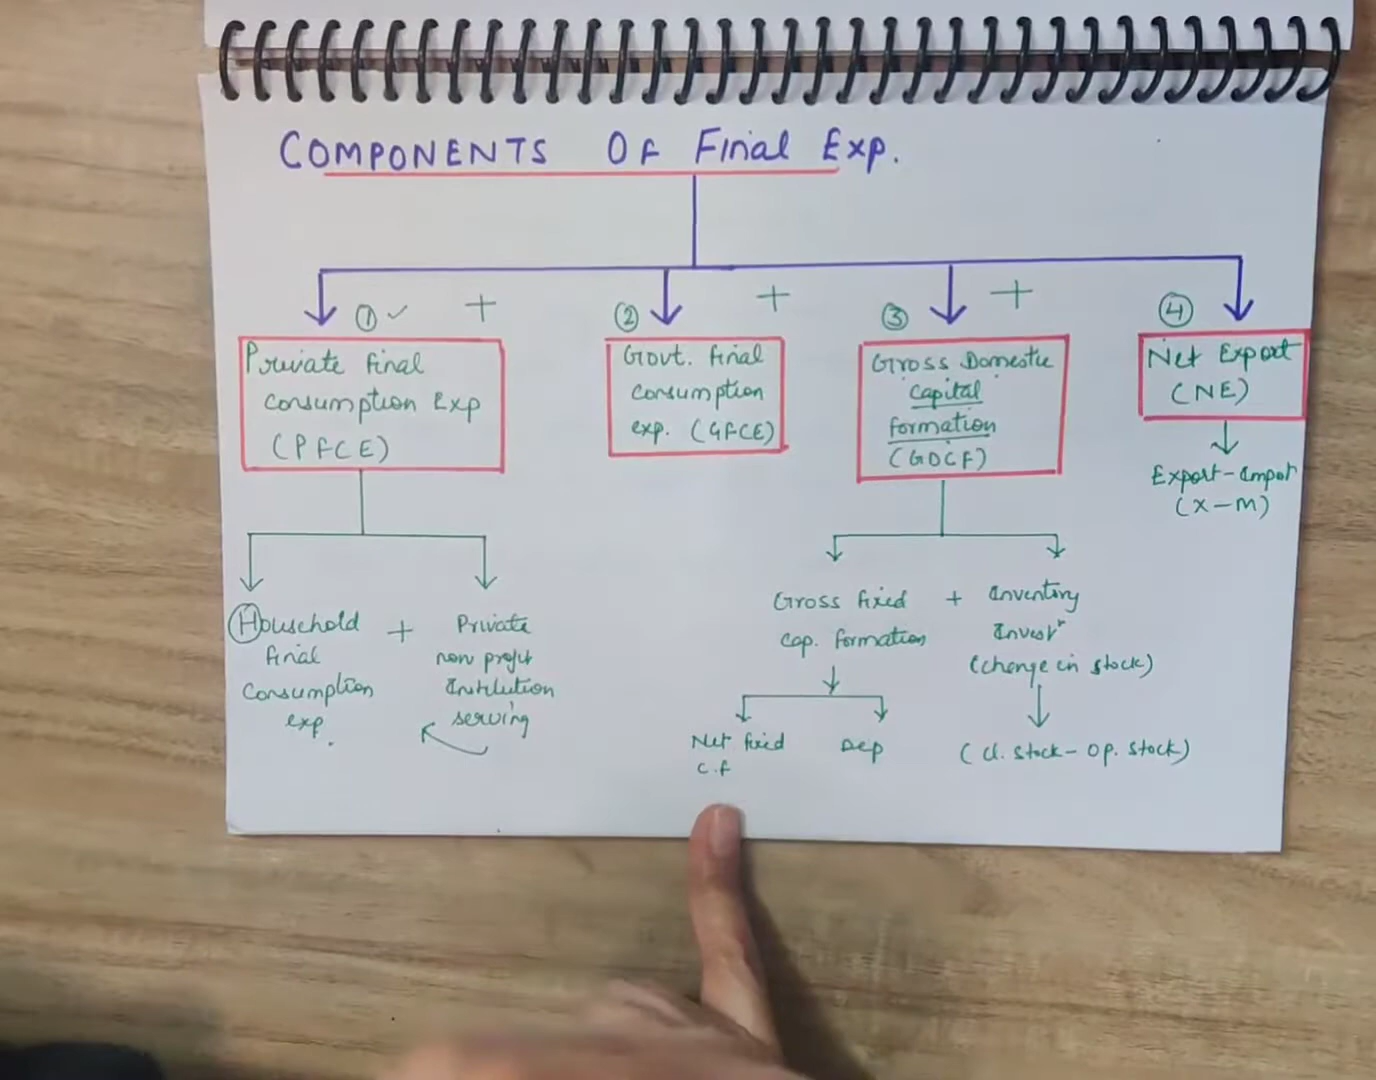 COMPONENTS OF Final Exp.
① ✓ + ② + ③ + ④
Private final
consumption Exp
(PFCE)
Govt. final
consumption
exp. (GFCE)
Gross Domestic
capital
formation
(GDCF)
Net Export
(NE)
Export - Import
(X-M)
Household
final
Consumption
exp.
+
Private
non profit
Institution
serving
Gross fixed
cap. formation
+
Inventory
Invest^t
(change in stock)
Net fixed
C.f
Dep
(Cl. stock - Op. stock)